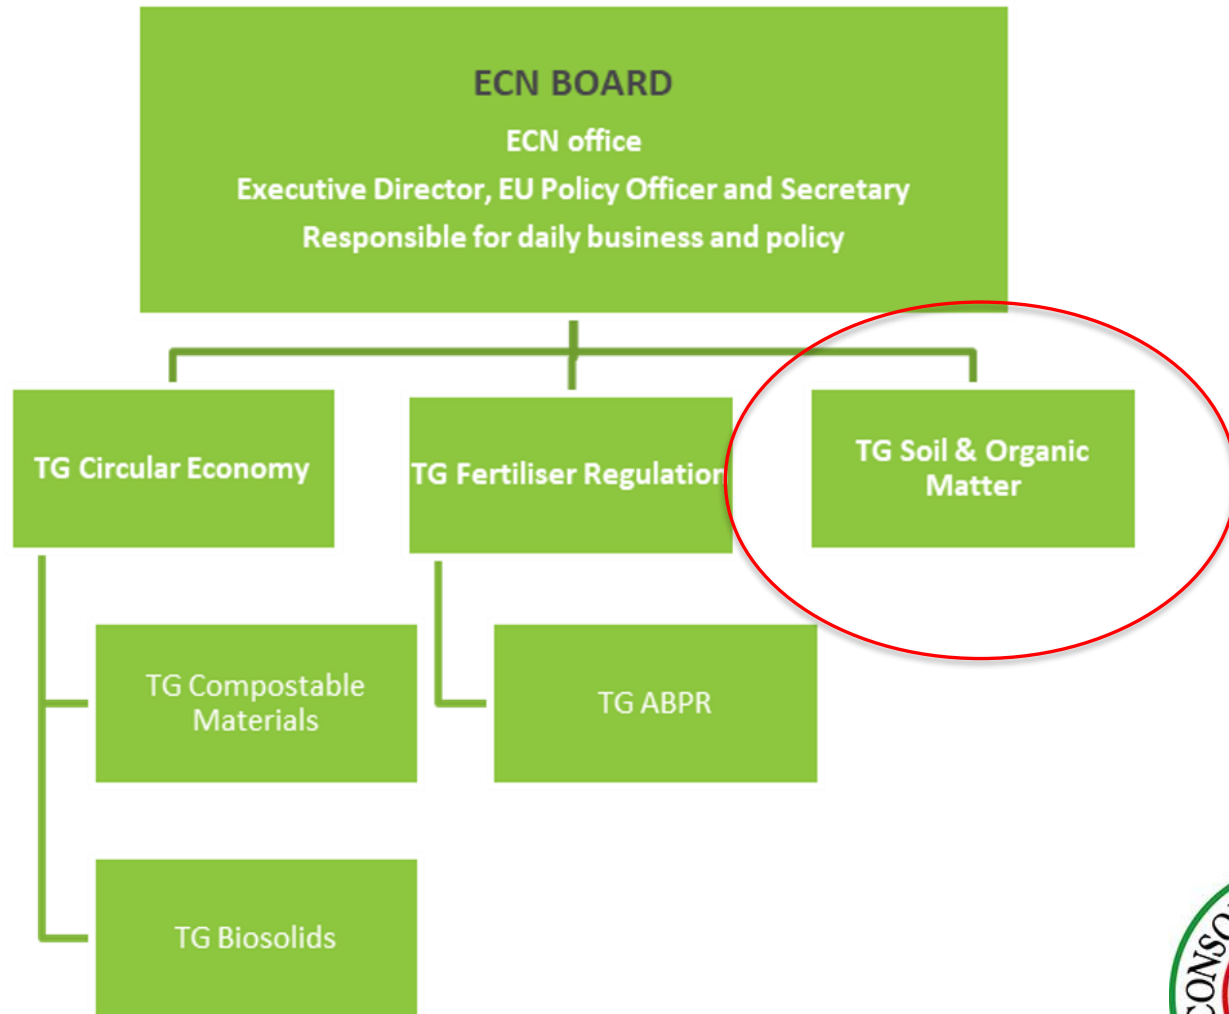 ECN BOARD
ECN office
Executive Director, EU Policy Officer and Secretary
Responsible for daily business and policy
TG Circular Economy
TG Fertiliser Regulation
TG Soil & Organic
Matter
TG Compostable
Materials
TG ABPR
TG Biosolids